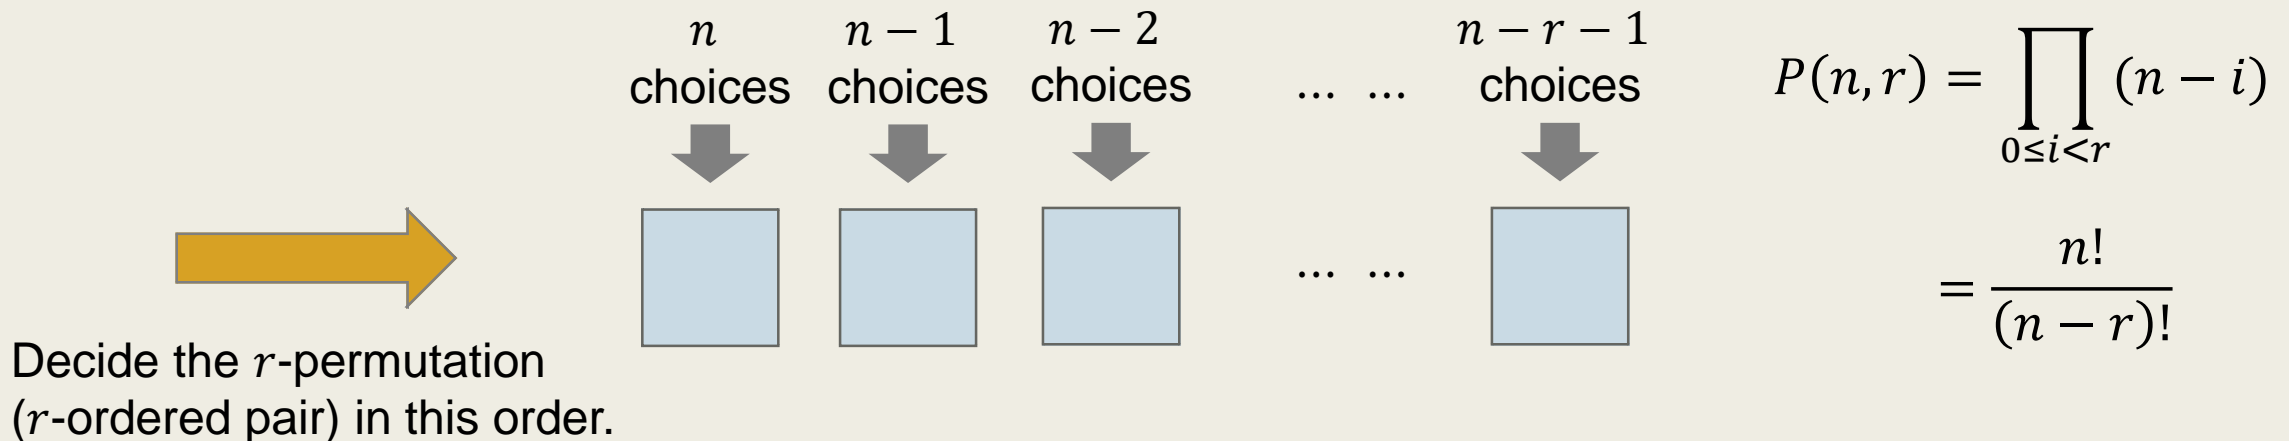 n n − 1 n − 2 n − r − 1
choices choices choices … … choices
P(n, r) = ∏ (n − i)
0≤i<r
… …
= n! / (n − r)!
Decide the r-permutation
(r-ordered pair) in this order.